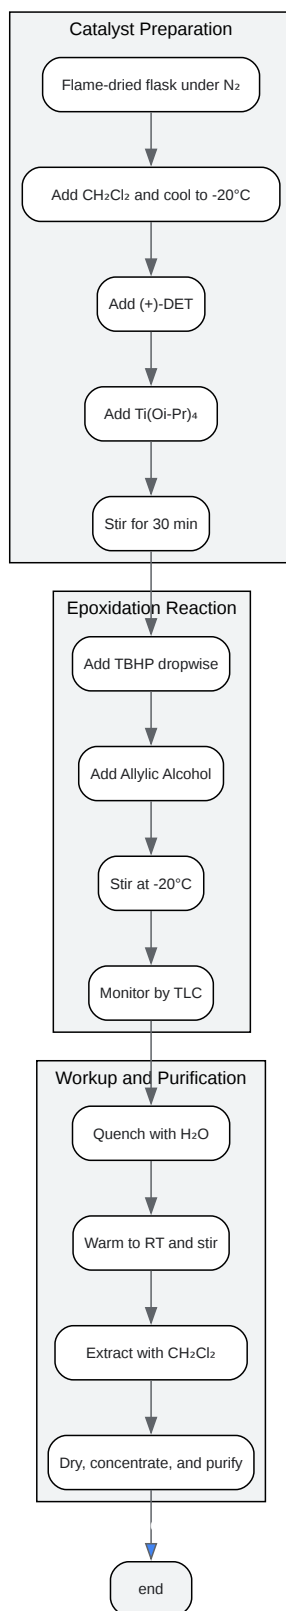 Catalyst Preparation
Flame-dried flask under N₂
Add CH₂Cl₂ and cool to -20°C
Add (+)-DET
Add Ti(Oi-Pr)₄
Stir for 30 min
Epoxidation Reaction
Add TBHP dropwise
Add Allylic Alcohol
Stir at -20°C
Monitor by TLC
Workup and Purification
Quench with H₂O
Warm to RT and stir
Extract with CH₂Cl₂
Dry, concentrate, and purify
end